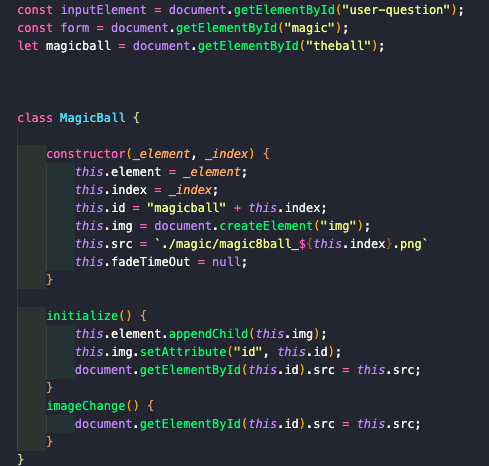 const inputElement = document.getElementById("user-question");
const form = document.getElementById("magic");
let magicball = document.getElementById("theball");
class MagicBall {
constructor(_element, _index) {
this.element = _element;
this.index = _index;
this.id = "magicball" + this.index;
this.img = document.createElement("img");
this.src = `./magic/magic8ball_${this.index}.png`
this.fadeTimeOut = null;
}
initialize() {
this.element.appendChild(this.img);
this.img.setAttribute("id", this.id);
document.getElementById(this.id).src = this.src;
}
imageChange() {
document.getElementById(this.id).src = this.src;
}
}